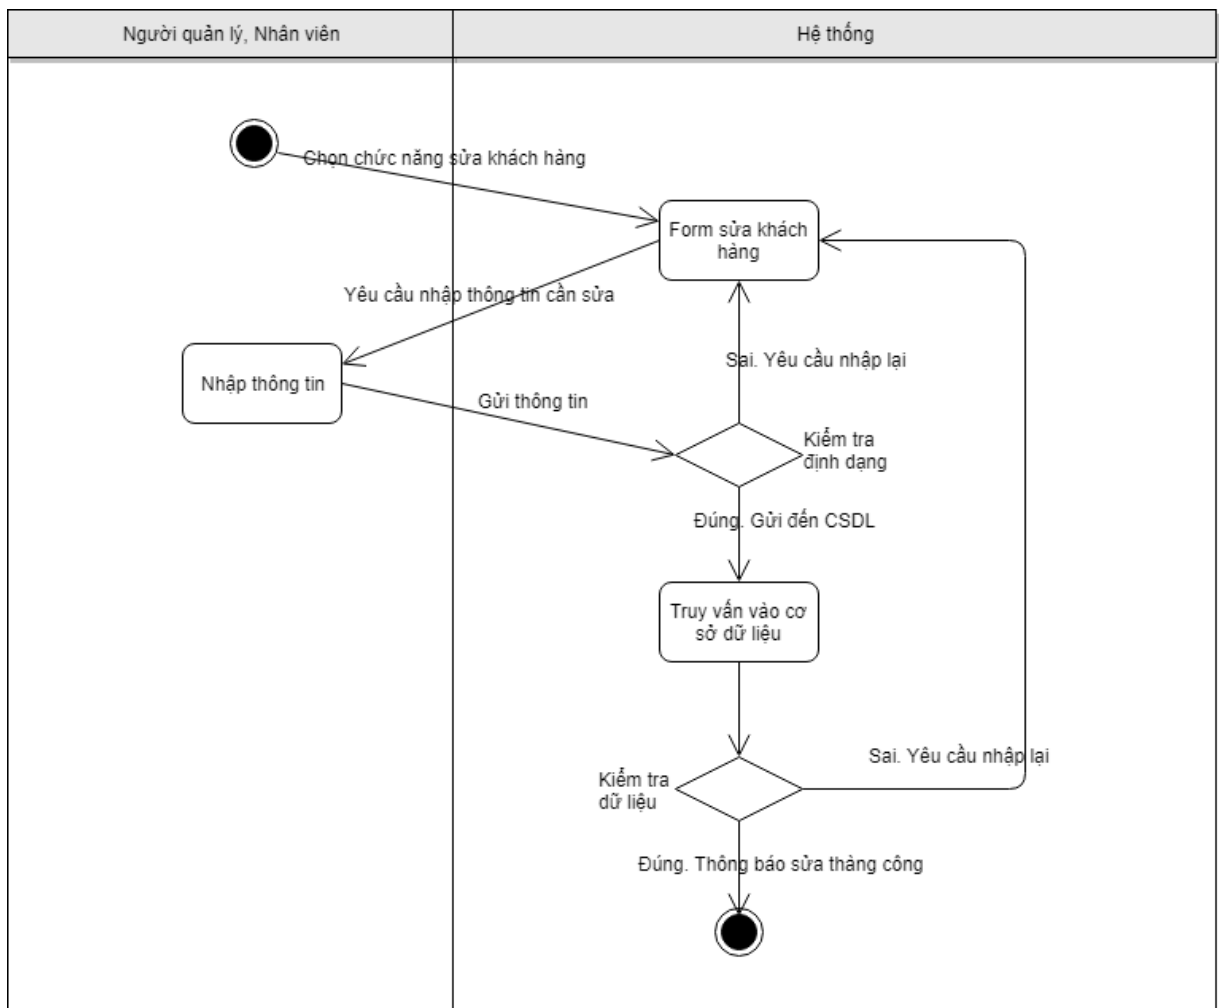 Người quản lý, Nhân viên
Hệ thống
Chọn chức năng sửa khách hàng
Form sửa khách
hàng
Yêu cầu nhập thông tin cần sửa
Sai. Yêu cầu nhập lại
Nhập thông tin
Gửi thông tin
Kiểm tra
định dạng
Đúng. Gửi đến CSDL
Truy vấn vào cơ
sở dữ liệu
Sai. Yêu cầu nhập lại
Kiểm tra
dữ liệu
Đúng. Thông báo sửa thàng công